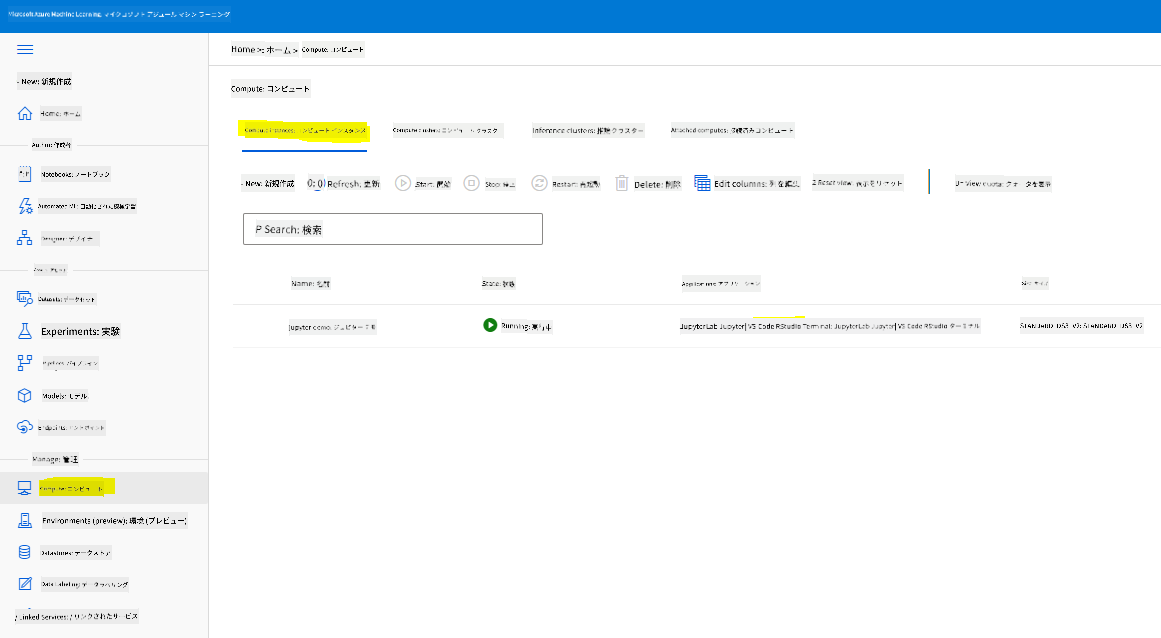 Microsoft Azure Machine Learning: マイクロソフト アジュール マシン ラーニング
Home >: ホーム > Compute: コンピュート
- New: 新規作成
Home: ホーム
Author: 作成者
Notebooks: ノートブック
Automated ML: 自動化された機械学習
Designer: デザイナー
Datasets: データセット
Experiments: 実験
Pipelines: パイプライン
Models: モデル
Endpoints: エンドポイント
Manage: 管理
Compute: コンピュート
Environments (preview): 環境 (プレビュー)
Datastores: データストア
Data Labeling: データラベリング
/ Linked Services: / リンクされたサービス
Compute: コンピュート
Compute instances: コンピュート インスタンス
Compute clusters: コンピュート クラスター
Inference clusters: 推論 クラスター
Attached computes: 接続済みコンピュート
- New: 新規作成
Refresh: 更新
Start: 開始
Stop: 停止
Restart: 再起動
Delete: 削除
Edit columns: 列を編集
Reset view: 表示をリセット
View quota: クォータを表示
P Search: 検索
Name: 名前
State: 状態
Applications: アプリケーション
Size: サイズ
jupyter-demo: ジュピターデモ
Running: 実行中
JupyterLab Jupyter| VS Code RStudio Terminal: JupyterLab Jupyter| VS Code RStudio ターミナル
STANDARD_DS3_V2: STANDARD_DS3_V2